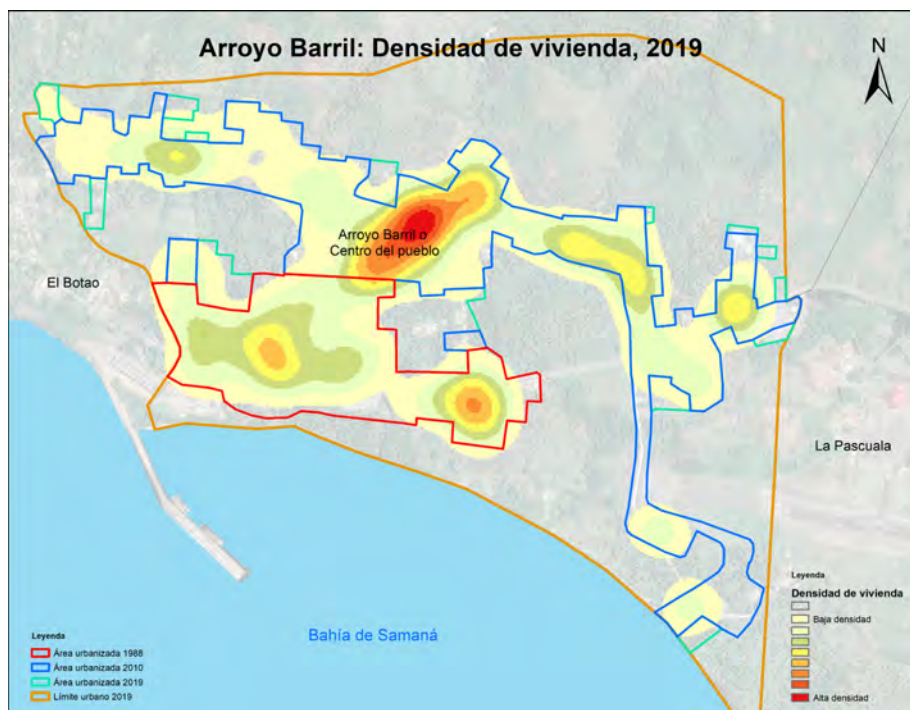 Arroyo Barril: Densidad de vivienda, 2019
N
Arroyo Barril o
Centro del pueblo
El Botao
La Pascuala
Bahía de Samaná
Leyenda
Área urbanizada 1988
Área urbanizada 2010
Área urbanizada 2019
Límite urbano 2019
Leyenda
Densidad de vivienda
Baja densidad
Alta densidad